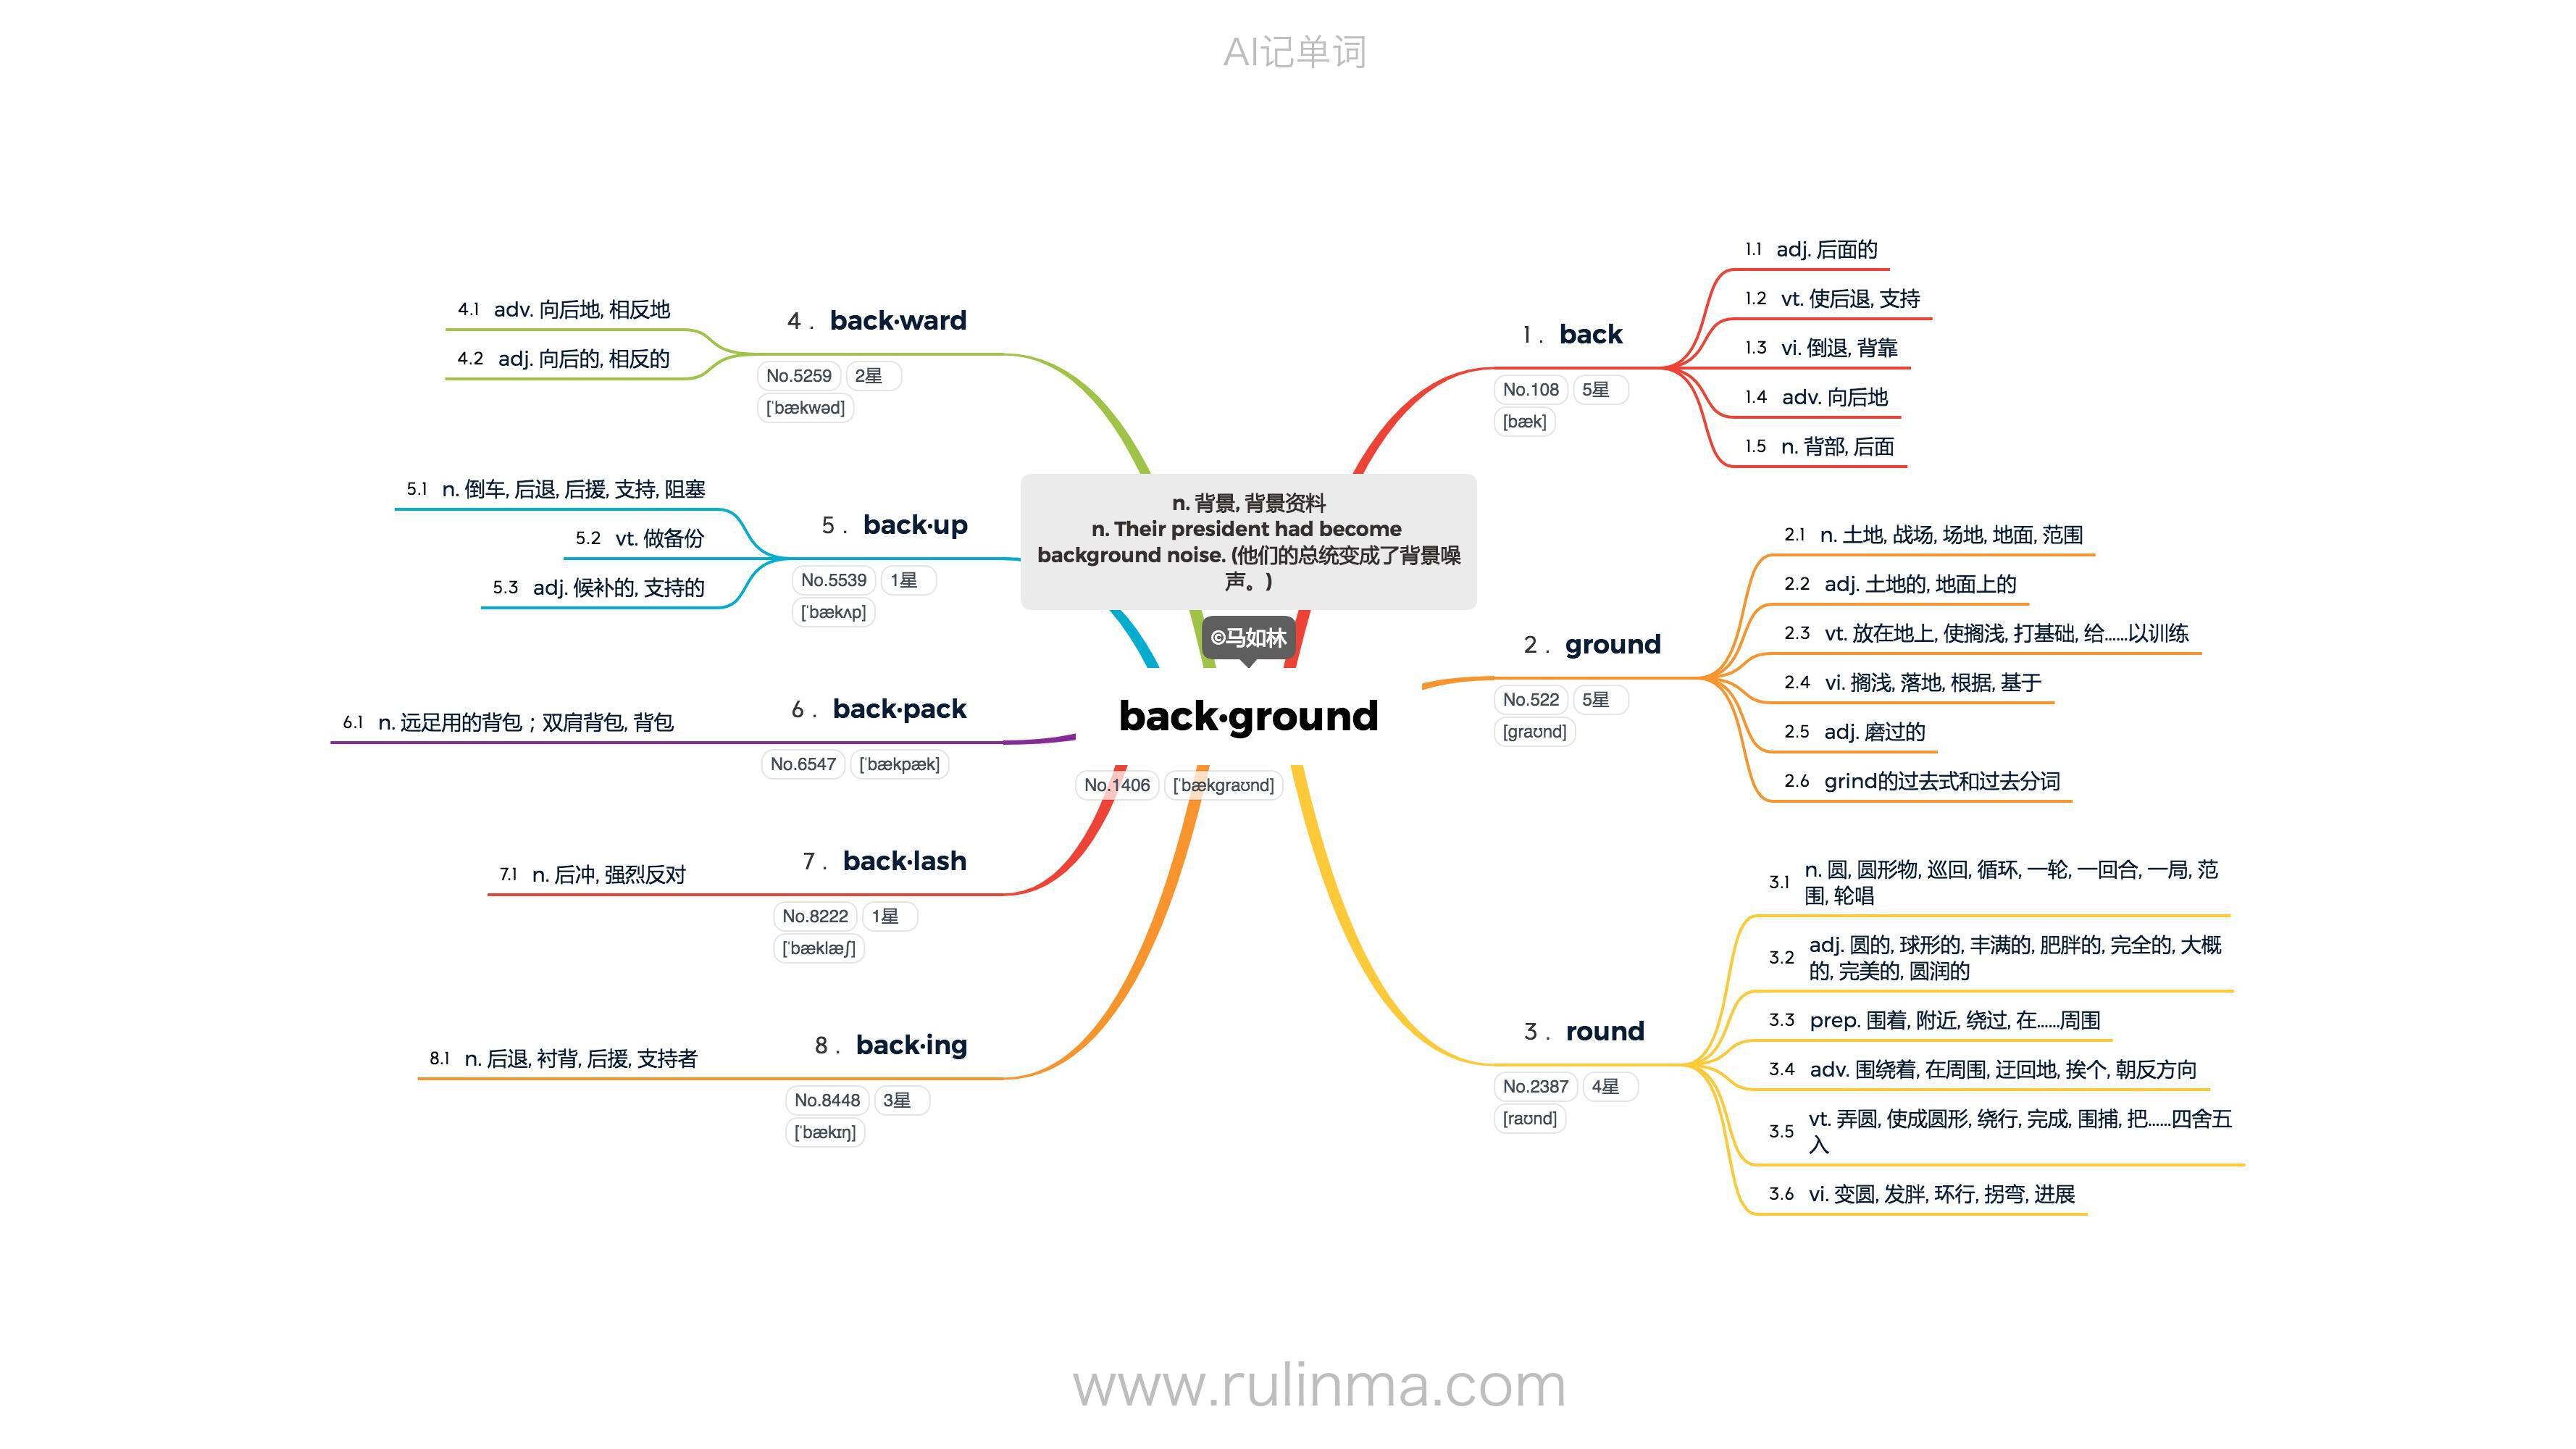 AI记单词
n. 背景, 背景资料
n. Their president had become
background noise. (他们的总统变成了背景噪
声。)
©马如林
back·ground
No.1406 [ˈbækgraʊnd]
1. back
No.108 5星
[bæk]
1.1 adj. 后面的
1.2 vt. 使后退, 支持
1.3 vi. 倒退, 背靠
1.4 adv. 向后地
1.5 n. 背部, 后面
2. ground
No.522 5星
[graʊnd]
2.1 n. 土地, 战场, 场地, 地面, 范围
2.2 adj. 土地的, 地面上的
2.3 vt. 放在地上, 使搁浅, 打基础, 给……以训练
2.4 vi. 搁浅, 落地, 根据, 基于
2.5 adj. 磨过的
2.6 grind的过去式和过去分词
3. round
No.2387 4星
[raʊnd]
3.1 n. 圆, 圆形物, 巡回, 循环, 一轮, 一回合, 一局, 范
围, 轮唱
3.2 adj. 圆的, 球形的, 丰满的, 肥胖的, 完全的, 大概
的, 完美的, 圆润的
3.3 prep. 围着, 附近, 绕过, 在……周围
3.4 adv. 围绕着, 在周围, 迂回地, 挨个, 朝反方向
3.5 vt. 弄圆, 使成圆形, 绕行, 完成, 围捕, 把……四舍五
入
3.6 vi. 变圆, 发胖, 环行, 拐弯, 进展
4. back·ward
No.5259 2星
[ˈbækwəd]
4.1 adv. 向后地, 相反地
4.2 adj. 向后的, 相反的
5. back·up
No.5539 1星
[ˈbækʌp]
5.1 n. 倒车, 后退, 后援, 支持, 阻塞
5.2 vt. 做备份
5.3 adj. 候补的, 支持的
6. back·pack
No.6547 [ˈbækpæk]
6.1 n. 远足用的背包；双肩背包, 背包
7. back·lash
No.8222 1星
[ˈbæklæʃ]
7.1 n. 后冲, 强烈反对
8. back·ing
No.8448 3星
[ˈbækɪŋ]
8.1 n. 后退, 衬背, 后援, 支持者
www.rulinma.com